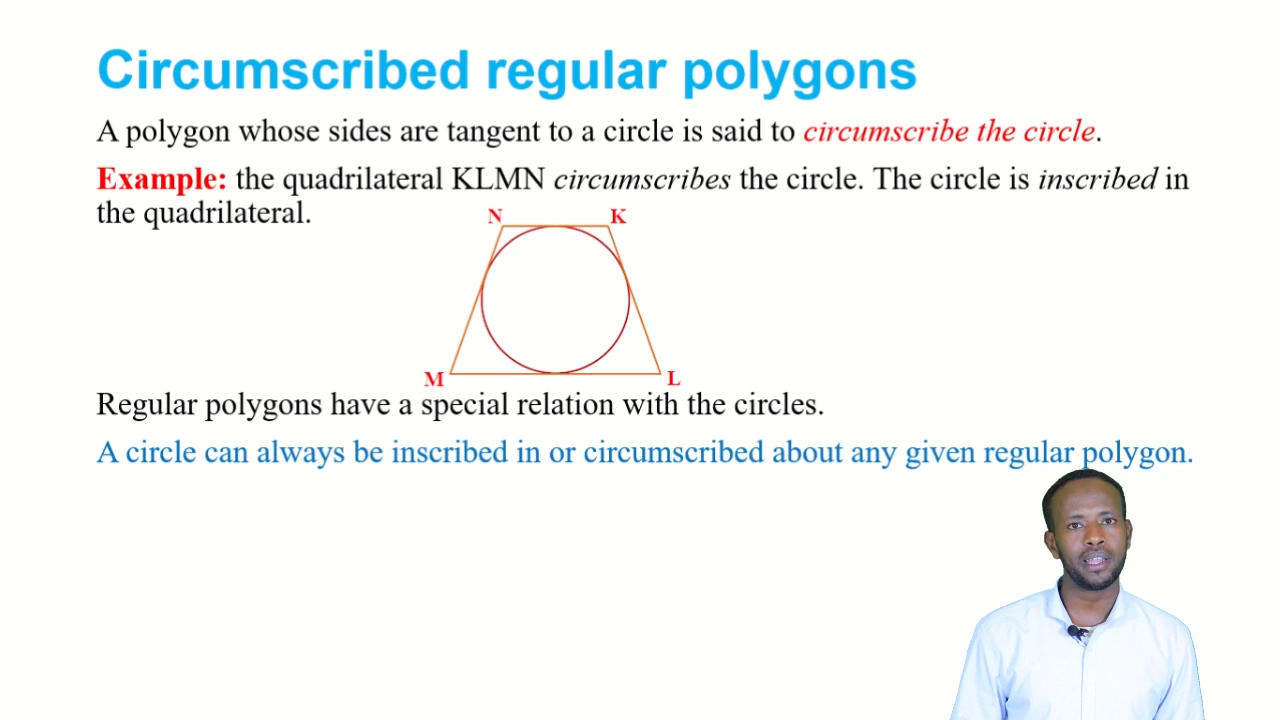 Circumscribed regular polygons
A polygon whose sides are tangent to a circle is said to circumscribe the circle.
Example: the quadrilateral KLMN circumscribes the circle. The circle is inscribed in
the quadrilateral.
N
K
M
L
Regular polygons have a special relation with the circles.
A circle can always be inscribed in or circumscribed about any given regular polygon.